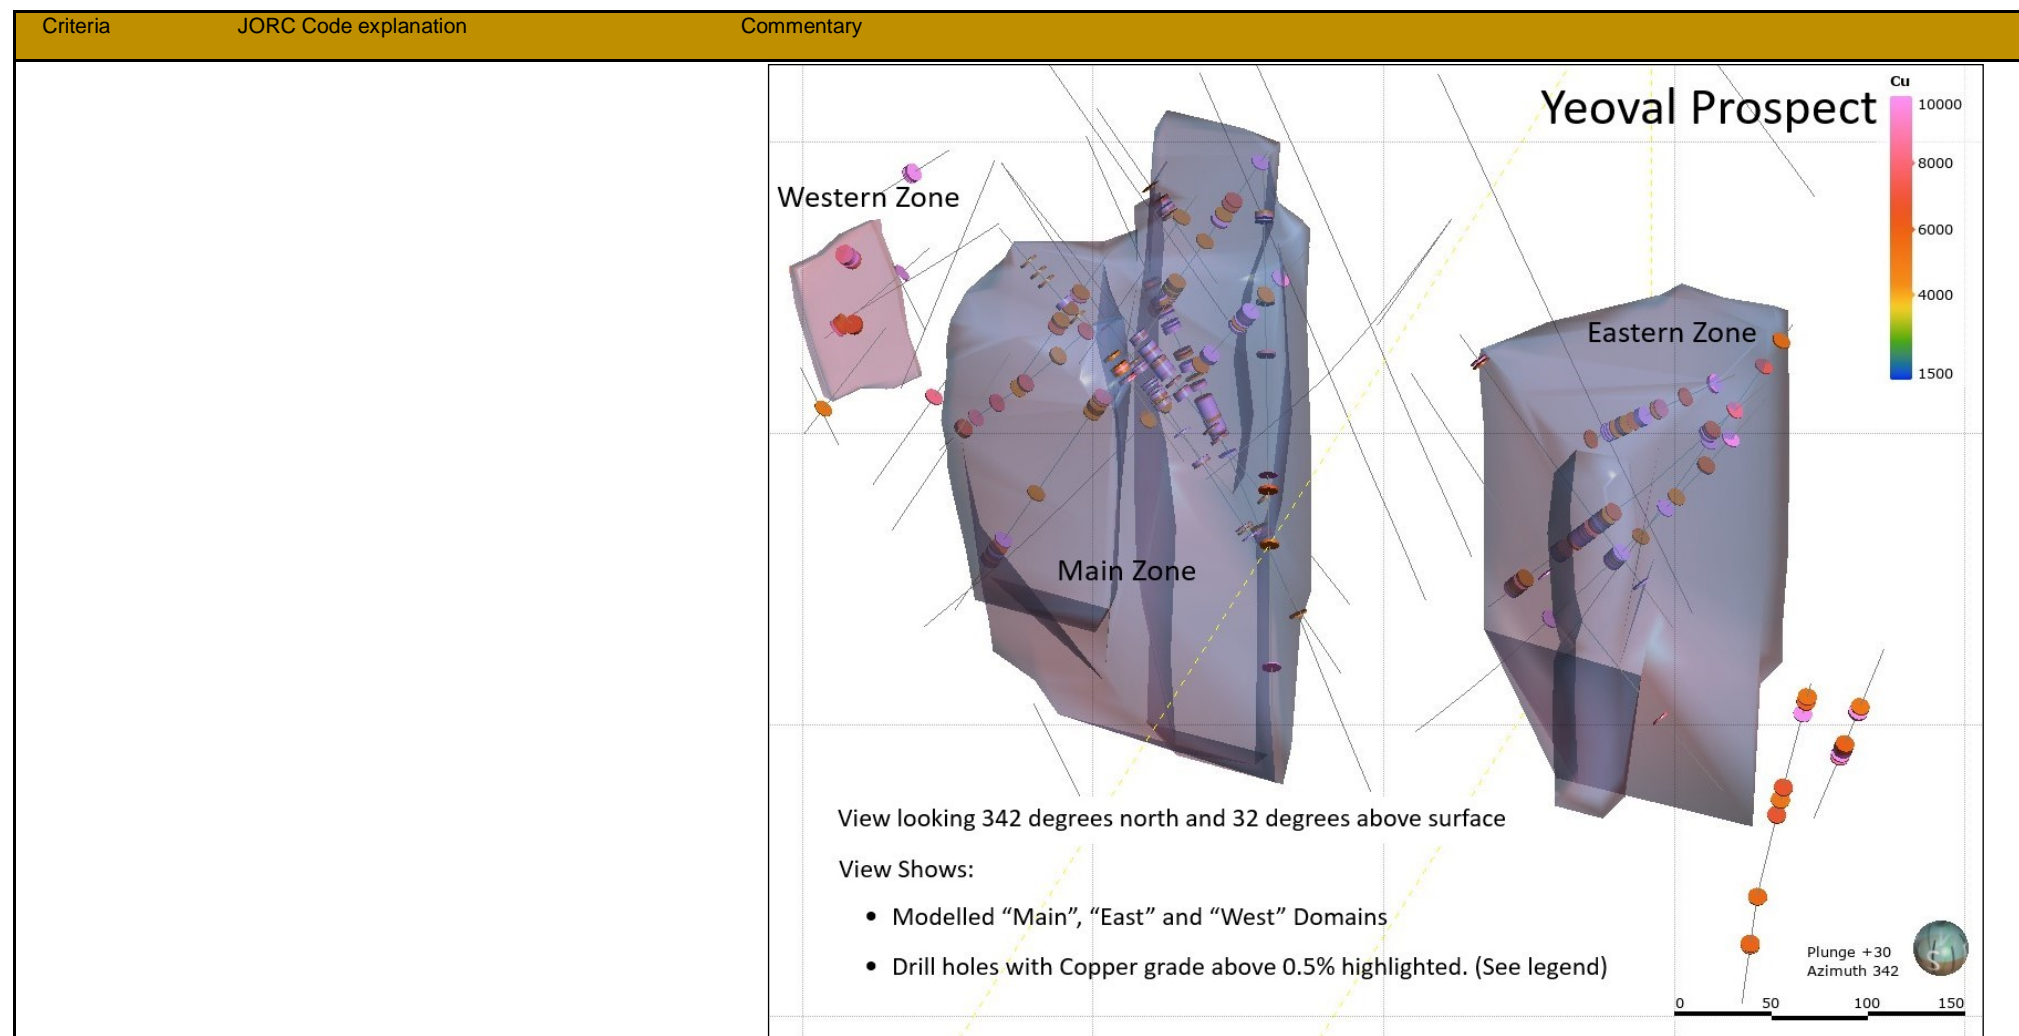 Criteria JORC Code explanation Commentary
Yeoval Prospect
Cu
10000
8000
6000
4000
1500
Western Zone
Eastern Zone
Main Zone
View looking 342 degrees north and 32 degrees above surface
View Shows:
• Modelled “Main”, “East” and “West” Domains
• Drill holes with Copper grade above 0.5% highlighted. (See legend)
Plunge +30
Azimuth 342
S
0 50 100 150